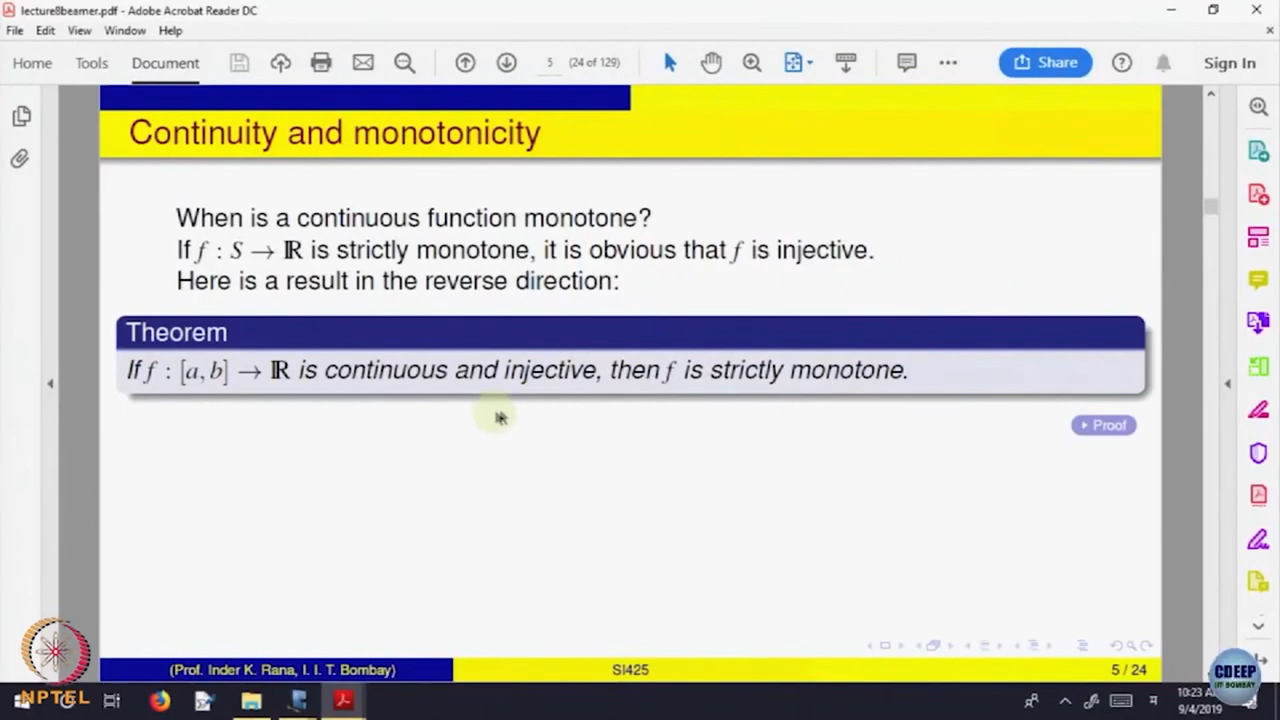 lecture8beamer.pdf - Adobe Acrobat Reader DC
File Edit View Window Help
Home Tools Document 5 (24 of 129) Share Sign In
Continuity and monotonicity
When is a continuous function monotone?
If f : S → ℝ is strictly monotone, it is obvious that f is injective.
Here is a result in the reverse direction:
Theorem
If f : [a, b] → ℝ is continuous and injective, then f is strictly monotone.
Proof
(Prof. Inder K. Rana, I. I. T. Bombay) SI425 5 / 24
NPTEL
CDEEP
IIT BOMBAY
10:23 A
9/4/2019